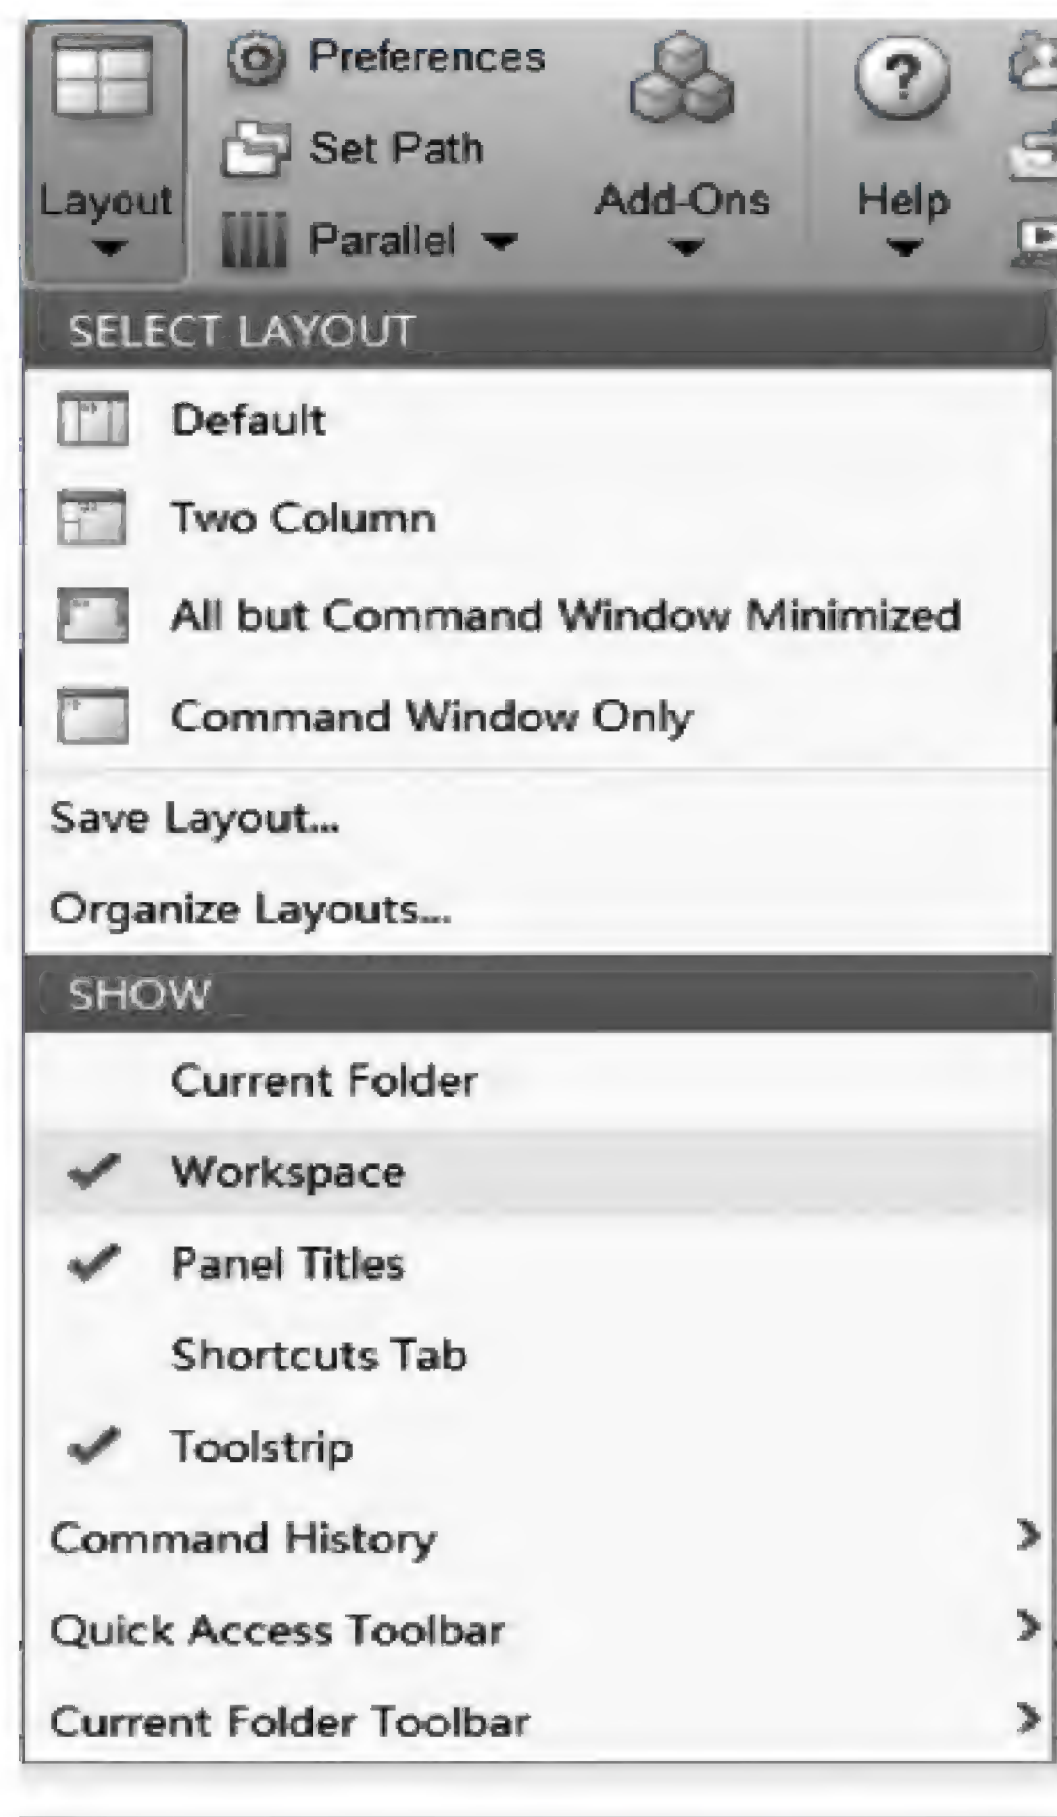 Preferences
Set Path
Layout
Parallel
Add-Ons
Help
SELECT LAYOUT
Default
Two Column
All but Command Window Minimized
Command Window Only
Save Layout...
Organize Layouts...
SHOW
Current Folder
Workspace
Panel Titles
Shortcuts Tab
Toolstrip
Command History
Quick Access Toolbar
Current Folder Toolbar